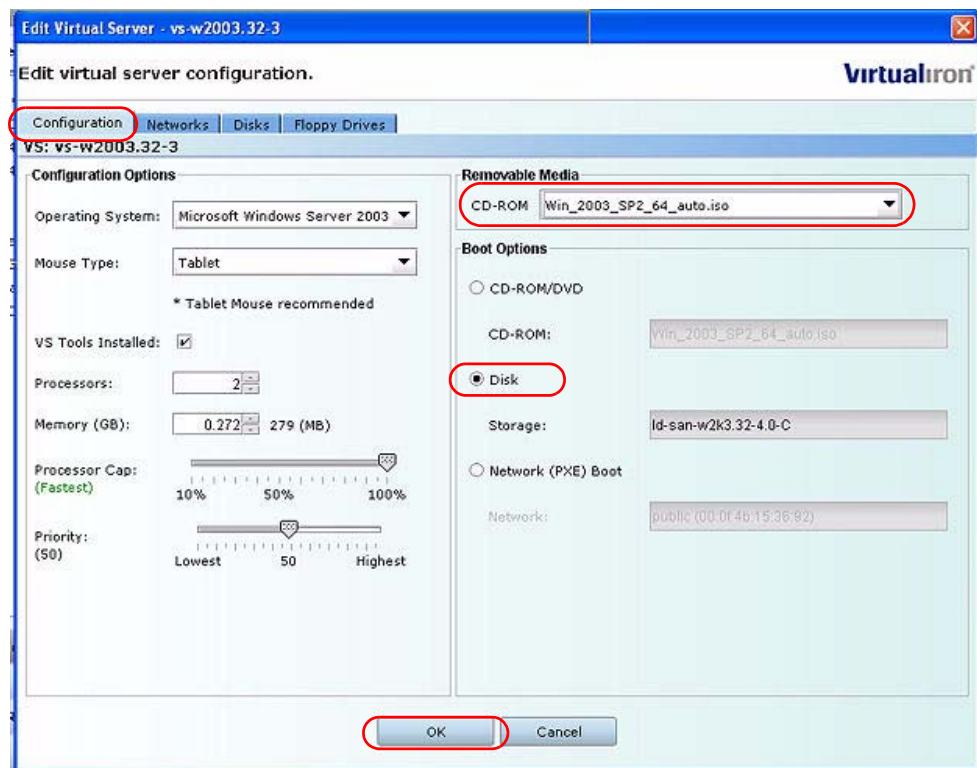 Edit Virtual Server - vs-w2003.32-3
Edit virtual server configuration.
Virtualiron
Configuration
Networks
Disks
Floppy Drives
VS: vs-w2003.32-3
Configuration Options
Operating System:
Microsoft Windows Server 2003
Mouse Type:
Tablet
* Tablet Mouse recommended
VS Tools Installed:
Processors:
2
Memory (GB):
0.272
279 (MB)
Processor Cap:
(Fastest)
10%
50%
100%
Priority:
(50)
Lowest
50
Highest
Removable Media
CD-ROM
Win_2003_SP2_64_auto.iso
Boot Options
CD-ROM/DVD
CD-ROM:
Win_2003_SP2_64_auto.iso
Disk
Storage:
ld-san-w2k3.32-4.0-C
Network (PXE) Boot
Network:
public (00:0f:4b:15:36:92)
OK
Cancel